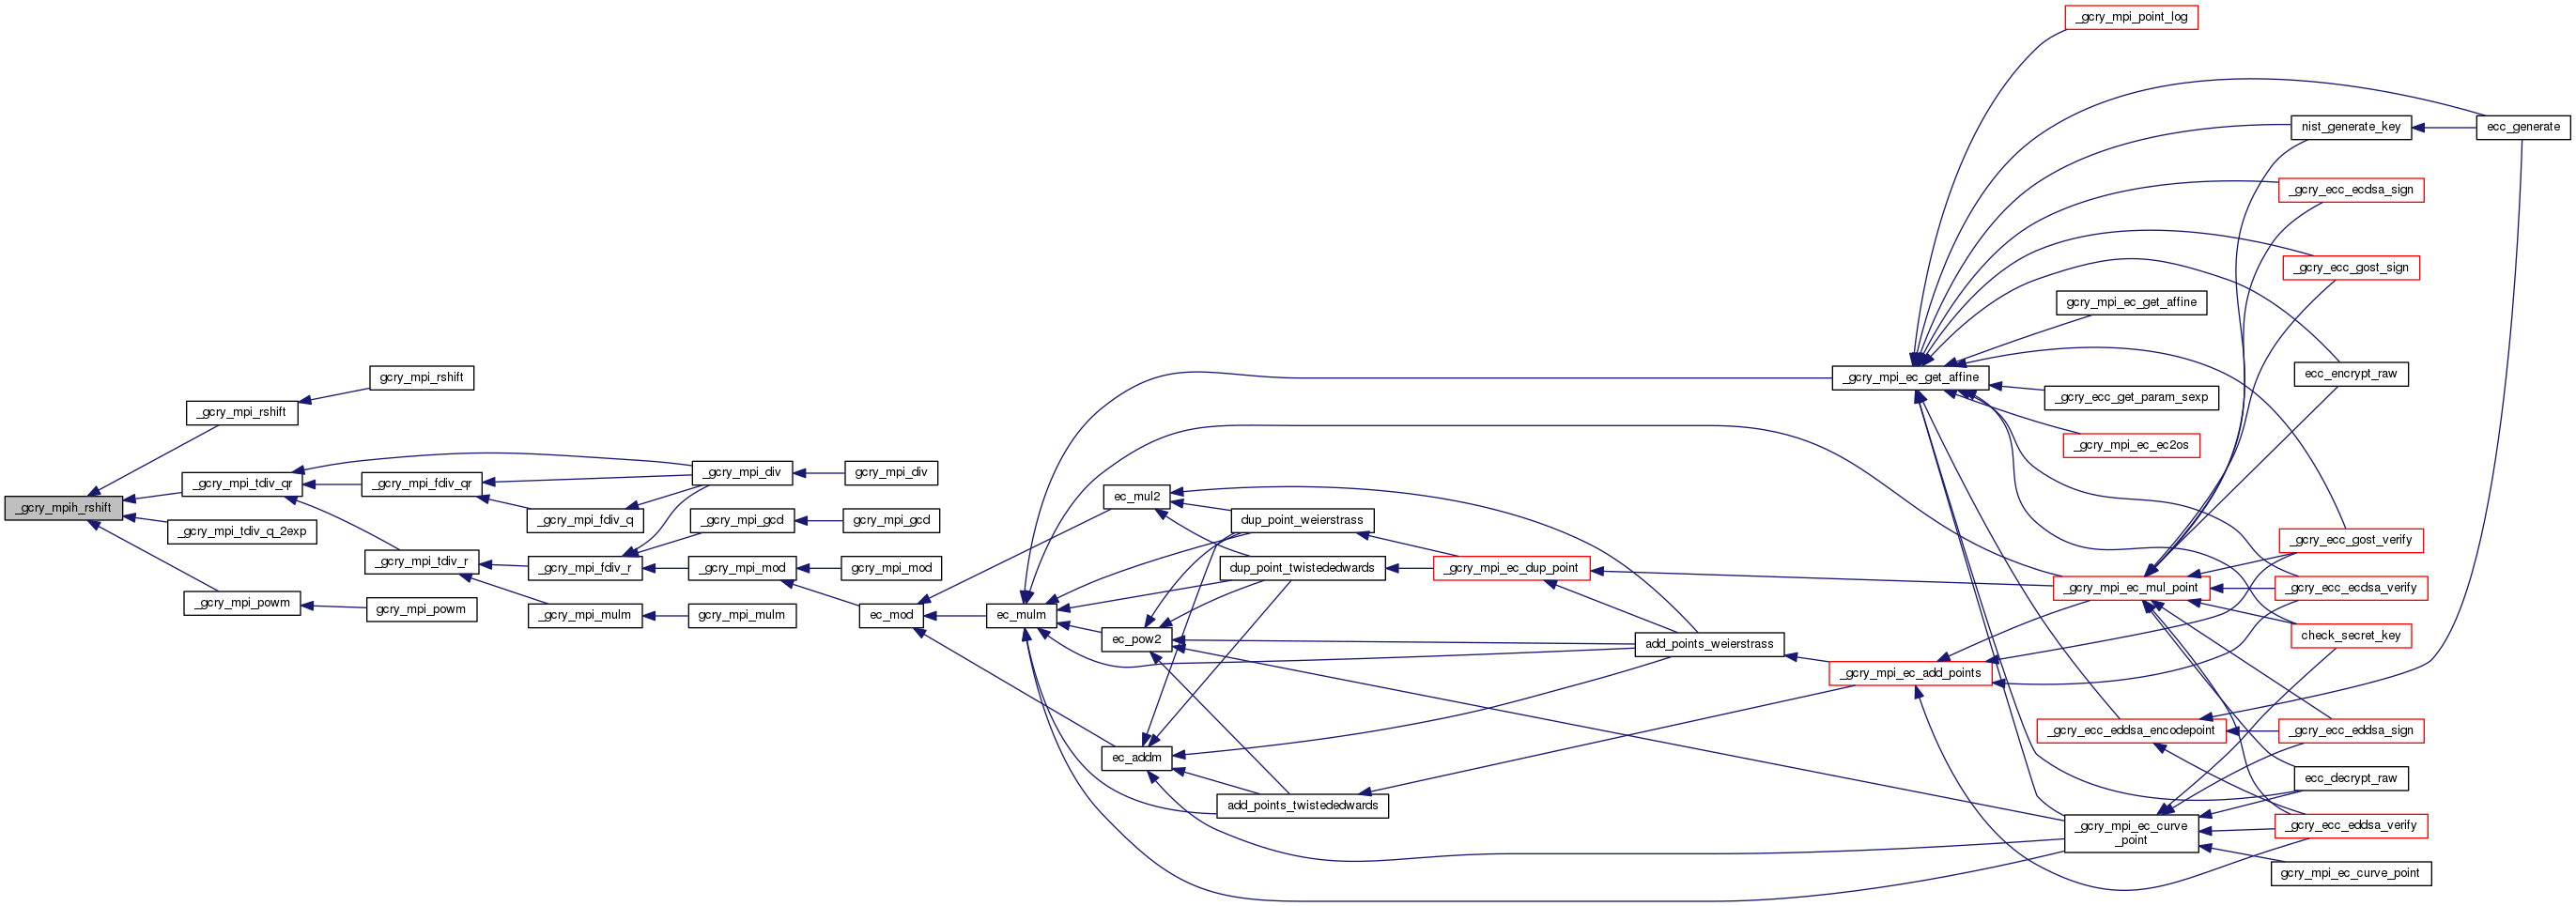 _gcry_mpi_point_log
nist_generate_key
ecc_generate
_gcry_ecc_ecdsa_sign
_gcry_ecc_gost_sign
gcry_mpi_ec_get_affine
gcry_mpi_rshift
_gcry_mpi_ec_get_affine
ecc_encrypt_raw
_gcry_ecc_get_param_sexp
_gcry_mpi_rshift
_gcry_mpi_ec_ec2os
_gcry_mpi_div
gcry_mpi_div
_gcry_mpi_tdiv_qr
_gcry_mpi_fdiv_qr
ec_mul2
_gcry_mpih_rshift
_gcry_mpi_fdiv_q
_gcry_mpi_gcd
gcry_mpi_gcd
dup_point_weierstrass
_gcry_mpi_tdiv_q_2exp
_gcry_ecc_gost_verify
_gcry_mpi_tdiv_r
_gcry_mpi_fdiv_r
_gcry_mpi_mod
gcry_mpi_mod
dup_point_twistededwards
_gcry_mpi_ec_dup_point
_gcry_mpi_ec_mul_point
_gcry_ecc_ecdsa_verify
_gcry_mpi_powm
gcry_mpi_powm
_gcry_mpi_mulm
gcry_mpi_mulm
ec_mod
ec_mulm
ec_pow2
add_points_weierstrass
check_secret_key
_gcry_mpi_ec_add_points
_gcry_ecc_eddsa_encodepoint
_gcry_ecc_eddsa_sign
ec_addm
ecc_decrypt_raw
add_points_twistededwards
_gcry_mpi_ec_curve
_point
_gcry_ecc_eddsa_verify
gcry_mpi_ec_curve_point